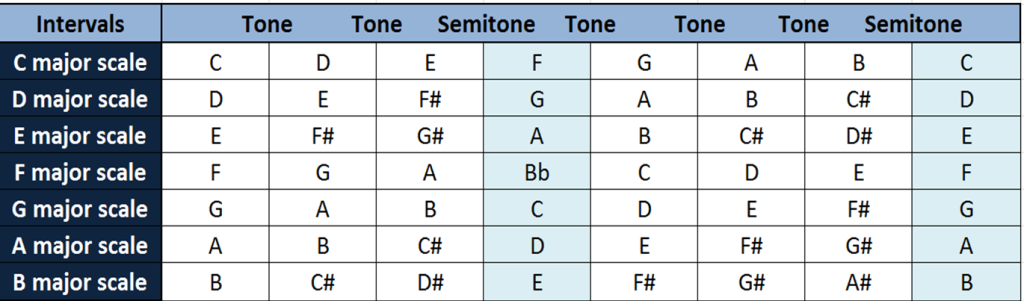 Intervals Tone Tone Semitone Tone Tone Tone Semitone
C major scale C D E F G A B C
D major scale D E F# G A B C# D
E major scale E F# G# A B C# D# E
F major scale F G A Bb C D E F
G major scale G A B C D E F# G
A major scale A B C# D E F# G# A
B major scale B C# D# E F# G# A# B